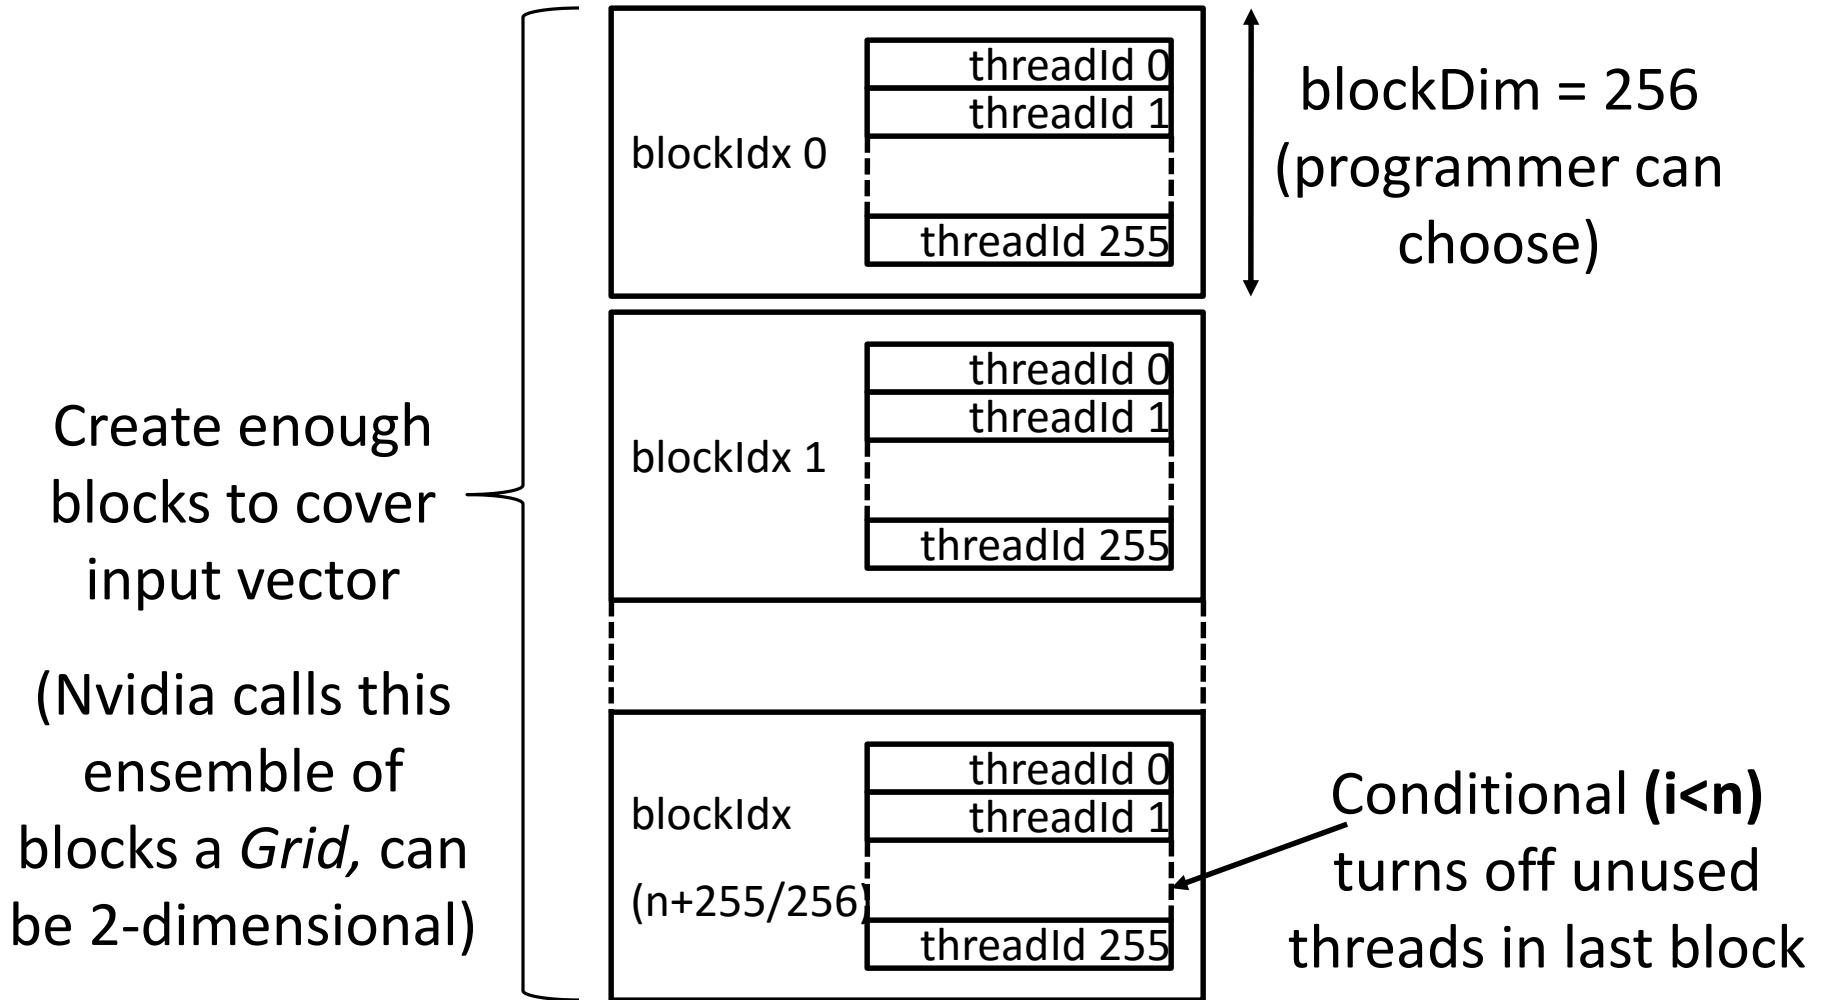 threadId 0
threadId 1
blockIdx 0
threadId 255
blockDim = 256
(programmer can
choose)
threadId 0
threadId 1
blockIdx 1
threadId 255
Create enough
blocks to cover
input vector
(Nvidia calls this
ensemble of
blocks a Grid, can
be 2-dimensional)
threadId 0
blockIdx
threadId 1
(n+255/256)
threadId 255
Conditional (i<n)
turns off unused
threads in last block